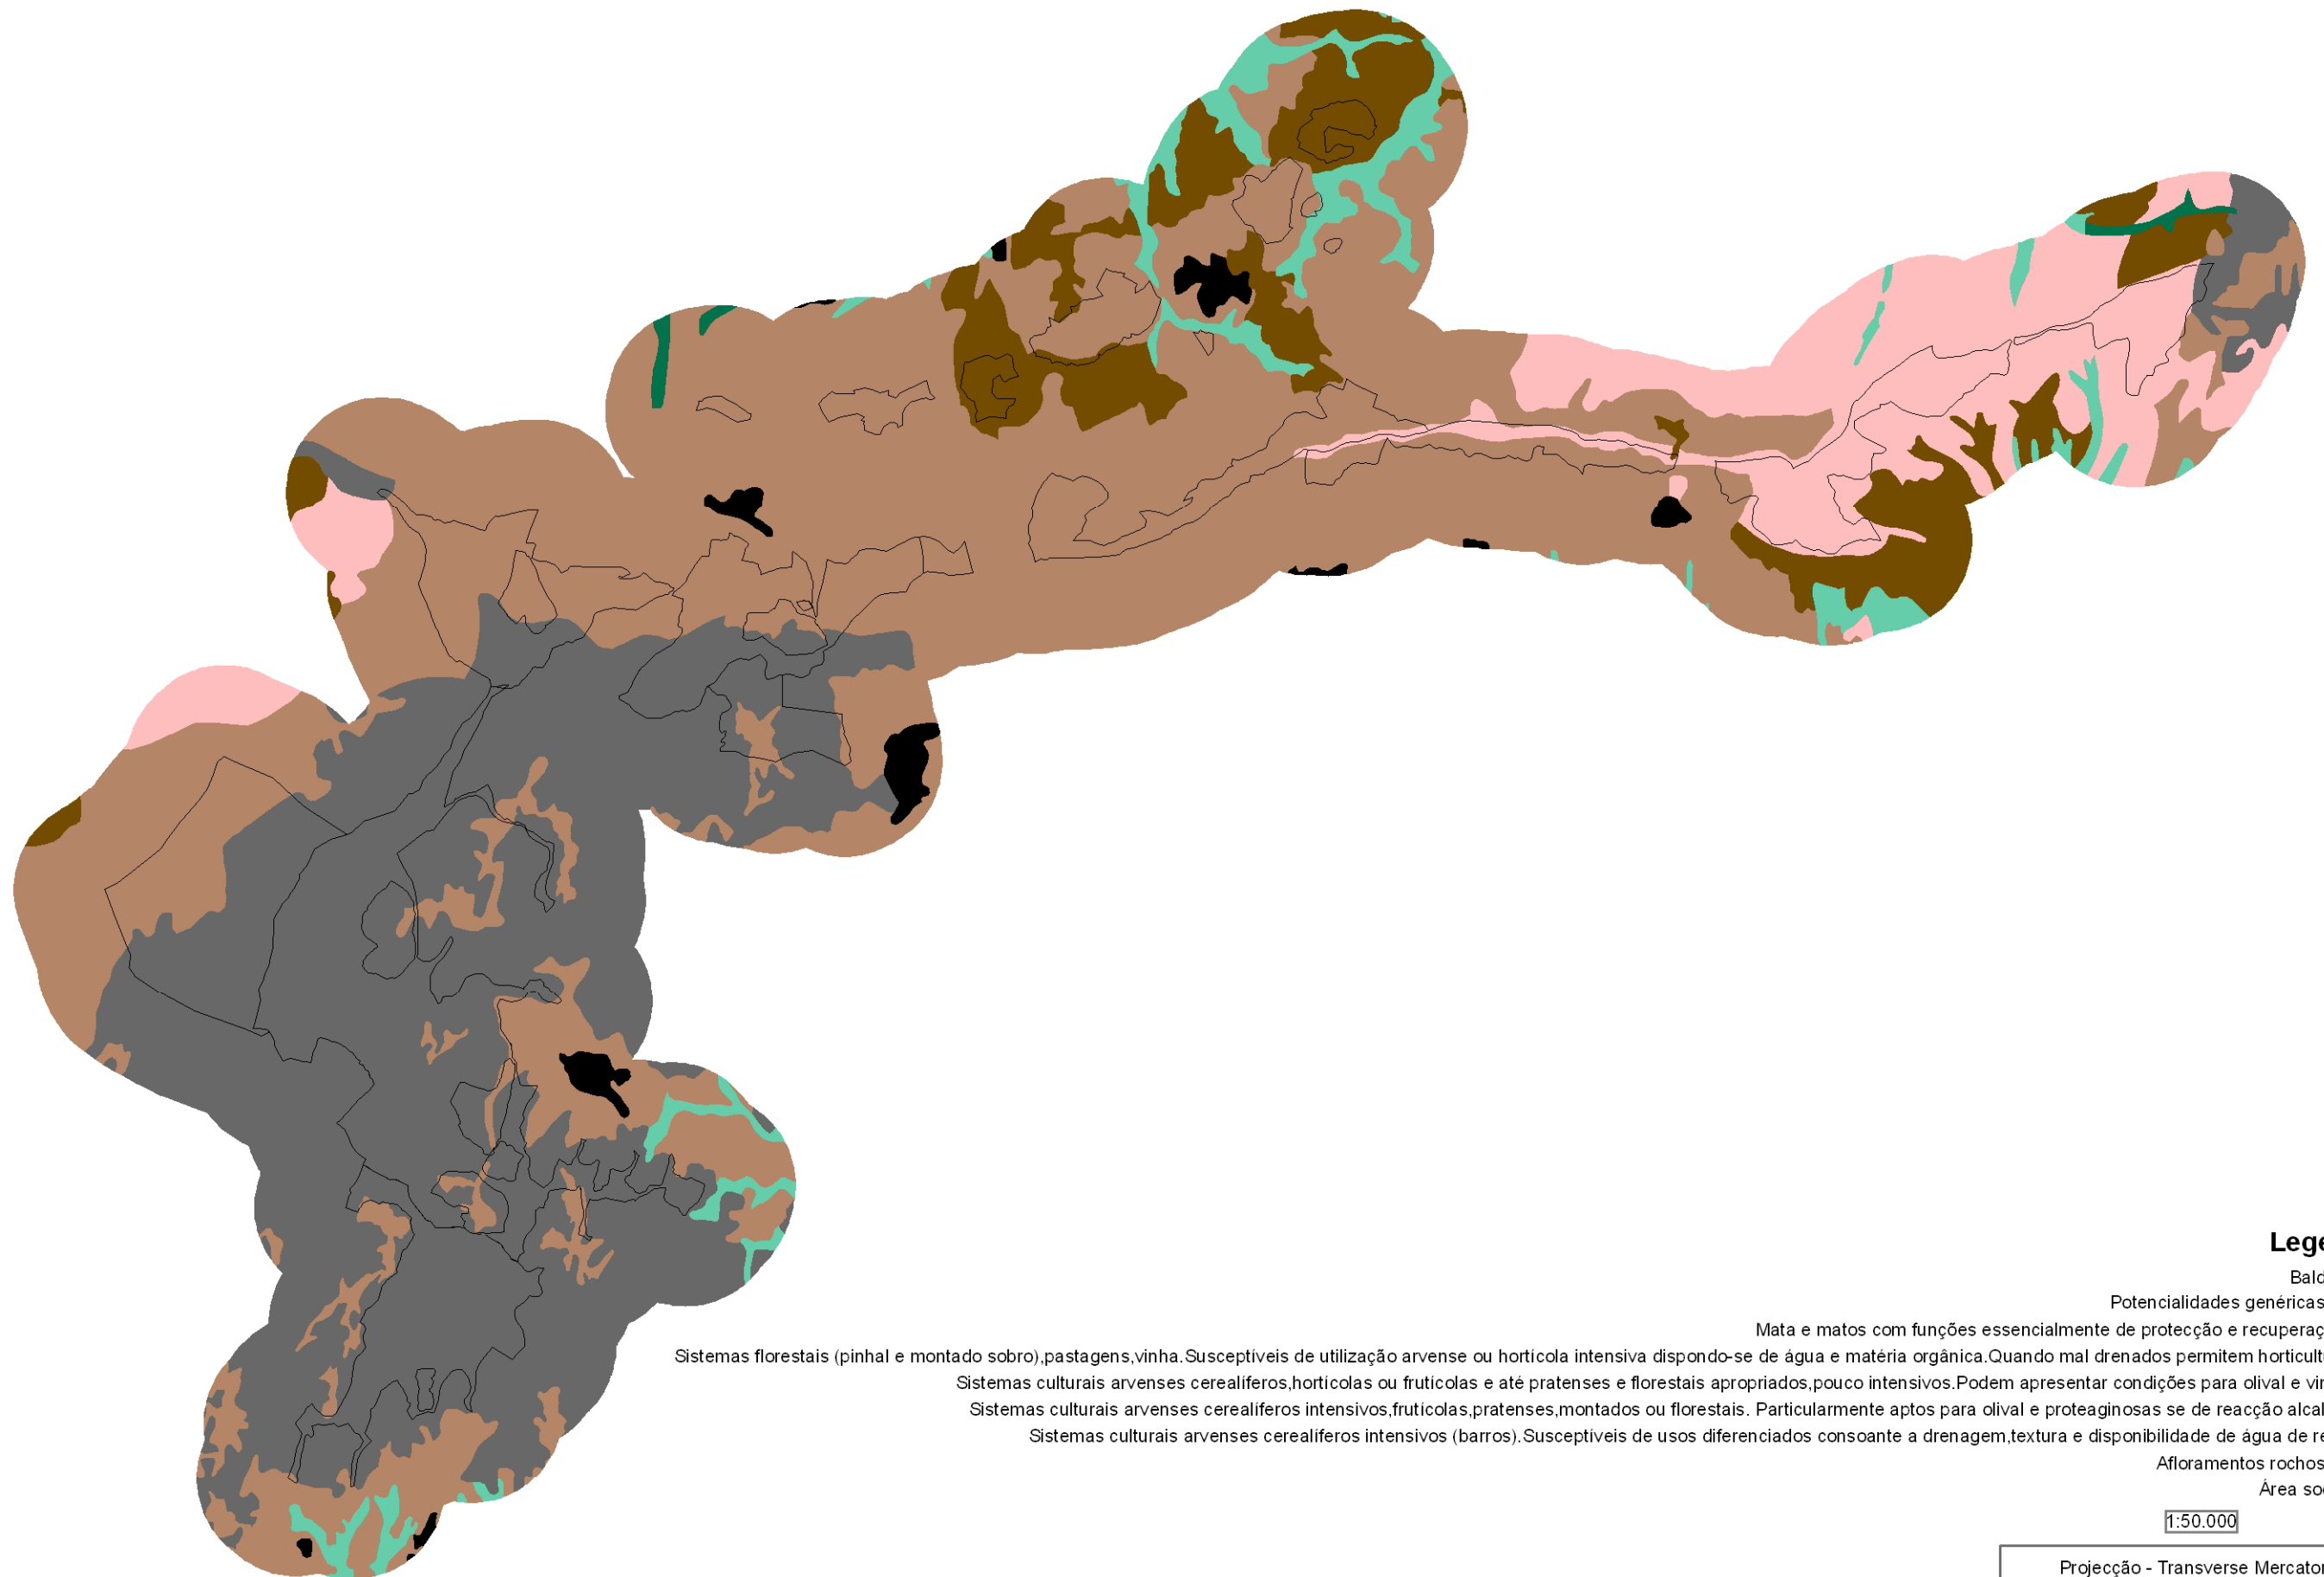 Lege
Bald
Potencialidades genéricas
Mata e matos com funções essencialmente de protecção e recuperaç
Sistemas florestais (pinhal e montado sobro),pastagens,vinha.Susceptíveis de utilização arvense ou hortícola intensiva dispondo-se de água e matéria orgânica.Quando mal drenados permitem horticult
Sistemas culturais arvenses cerealíferos,hortícolas ou frutícolas e até pratenses e florestais apropriados,pouco intensivos.Podem apresentar condições para olival e vin
Sistemas culturais arvenses cerealíferos intensivos,frutícolas,pratenses,montados ou florestais. Particularmente aptos para olival e proteaginosas se de reacção alcal
Sistemas culturais arvenses cerealíferos intensivos (barros).Susceptíveis de usos diferenciados consoante a drenagem,textura e disponibilidade de água de re
Afloramentos rochos
Área so
1:50.000
Projecção - Transverse Mercator